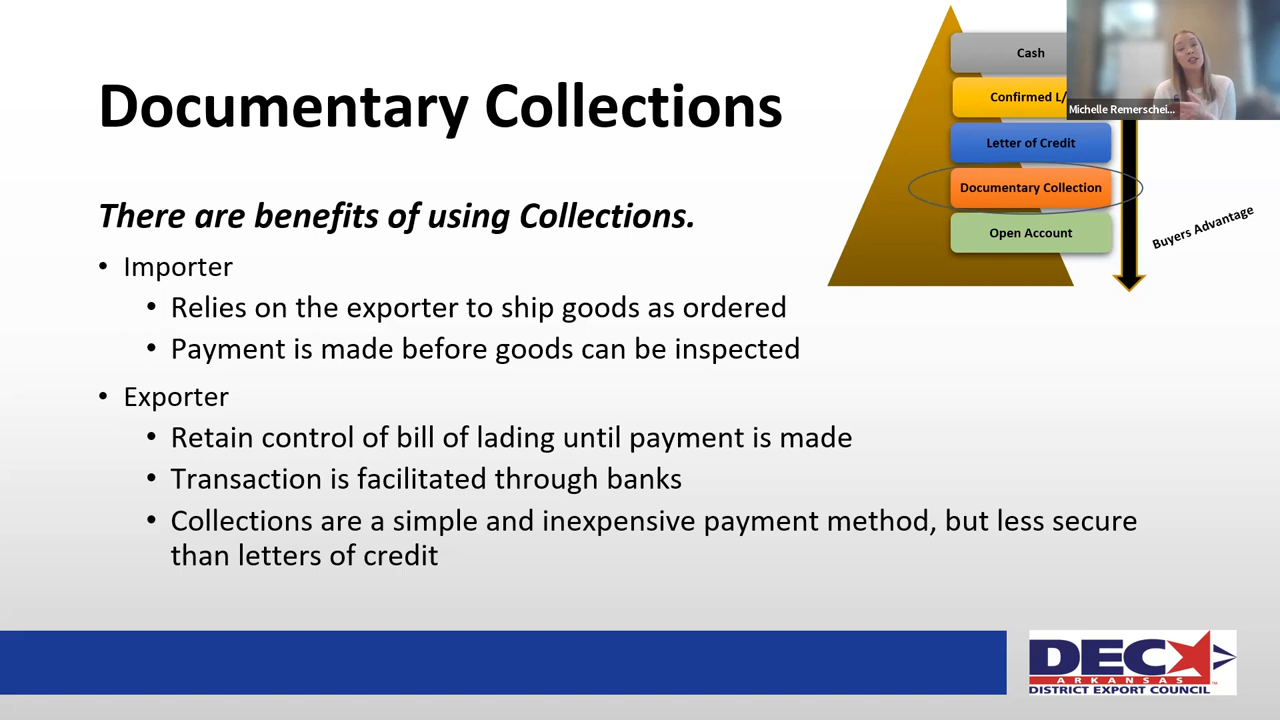 Documentary Collections
There are benefits of using Collections.
• Importer
• Relies on the exporter to ship goods as ordered
• Payment is made before goods can be inspected
• Exporter
• Retain control of bill of lading until payment is made
• Transaction is facilitated through banks
• Collections are a simple and inexpensive payment method, but less secure
than letters of credit
Cash
Confirmed L/
Letter of Credit
Documentary Collection
Open Account
Buyers Advantage
Michelle Remerschei...
DEC
ARKANSAS
DISTRICT EXPORT COUNCIL